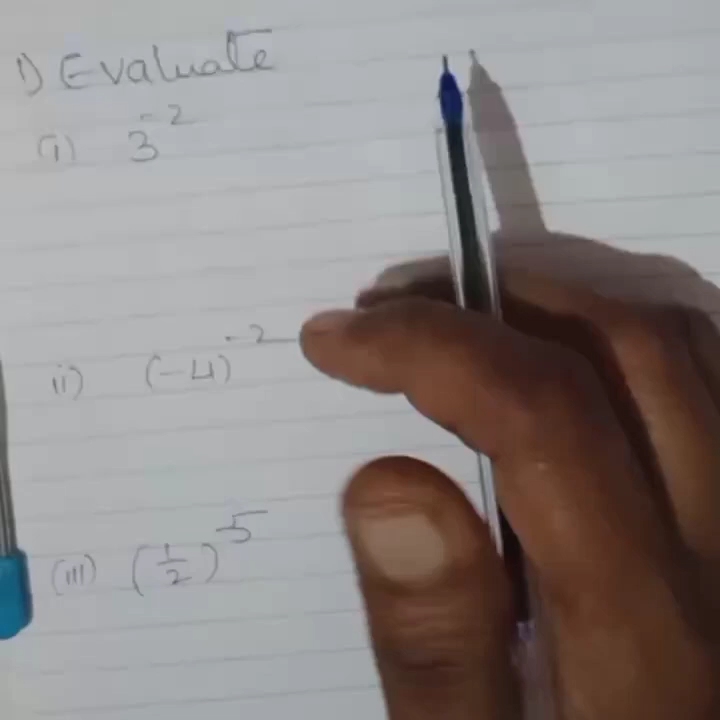 1) Evaluate
(i) 3⁻²
ii) (-4)⁻²
(iii) (1/2)⁻⁵